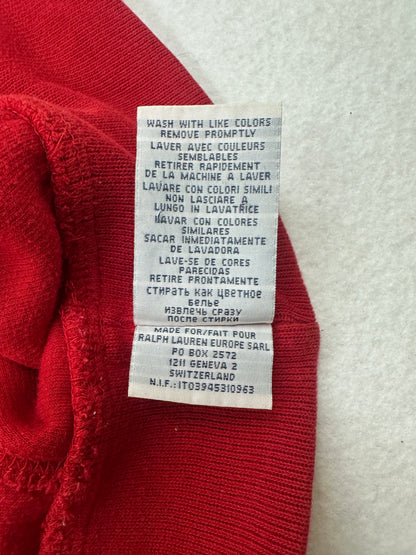 WASH WITH LIKE COLORS
REMOVE PROMPTLY
LAVER AVEC COULEURS
SEMBLABLES
RETIRER RAPIDEMENT
DE LA MACHINE A LAVER
LAVARE CON COLORI SIMILI
NON LASCIARE A
LUNGO IN LAVATRICE
LAVAR CON COLORES
SIMILARES
SACAR INMEDIATAMENTE
DE LAVADORA
LAVE-SE DE CORES
PARECIDAS
RETIRE PRONTAMENTE
СТИРАТЬ КАК ЦВЕТНОЕ
БЕЛЬЕ
ИЗВЛЕЧЬ СРАЗУ
ПОСЛЕ СТИРКИ
MADE FOR/FAIT POUR
RALPH LAUREN EUROPE SARL
PO BOX 2572
1211 GENEVA 2
SWITZERLAND
N.I.F.:IT03945310963